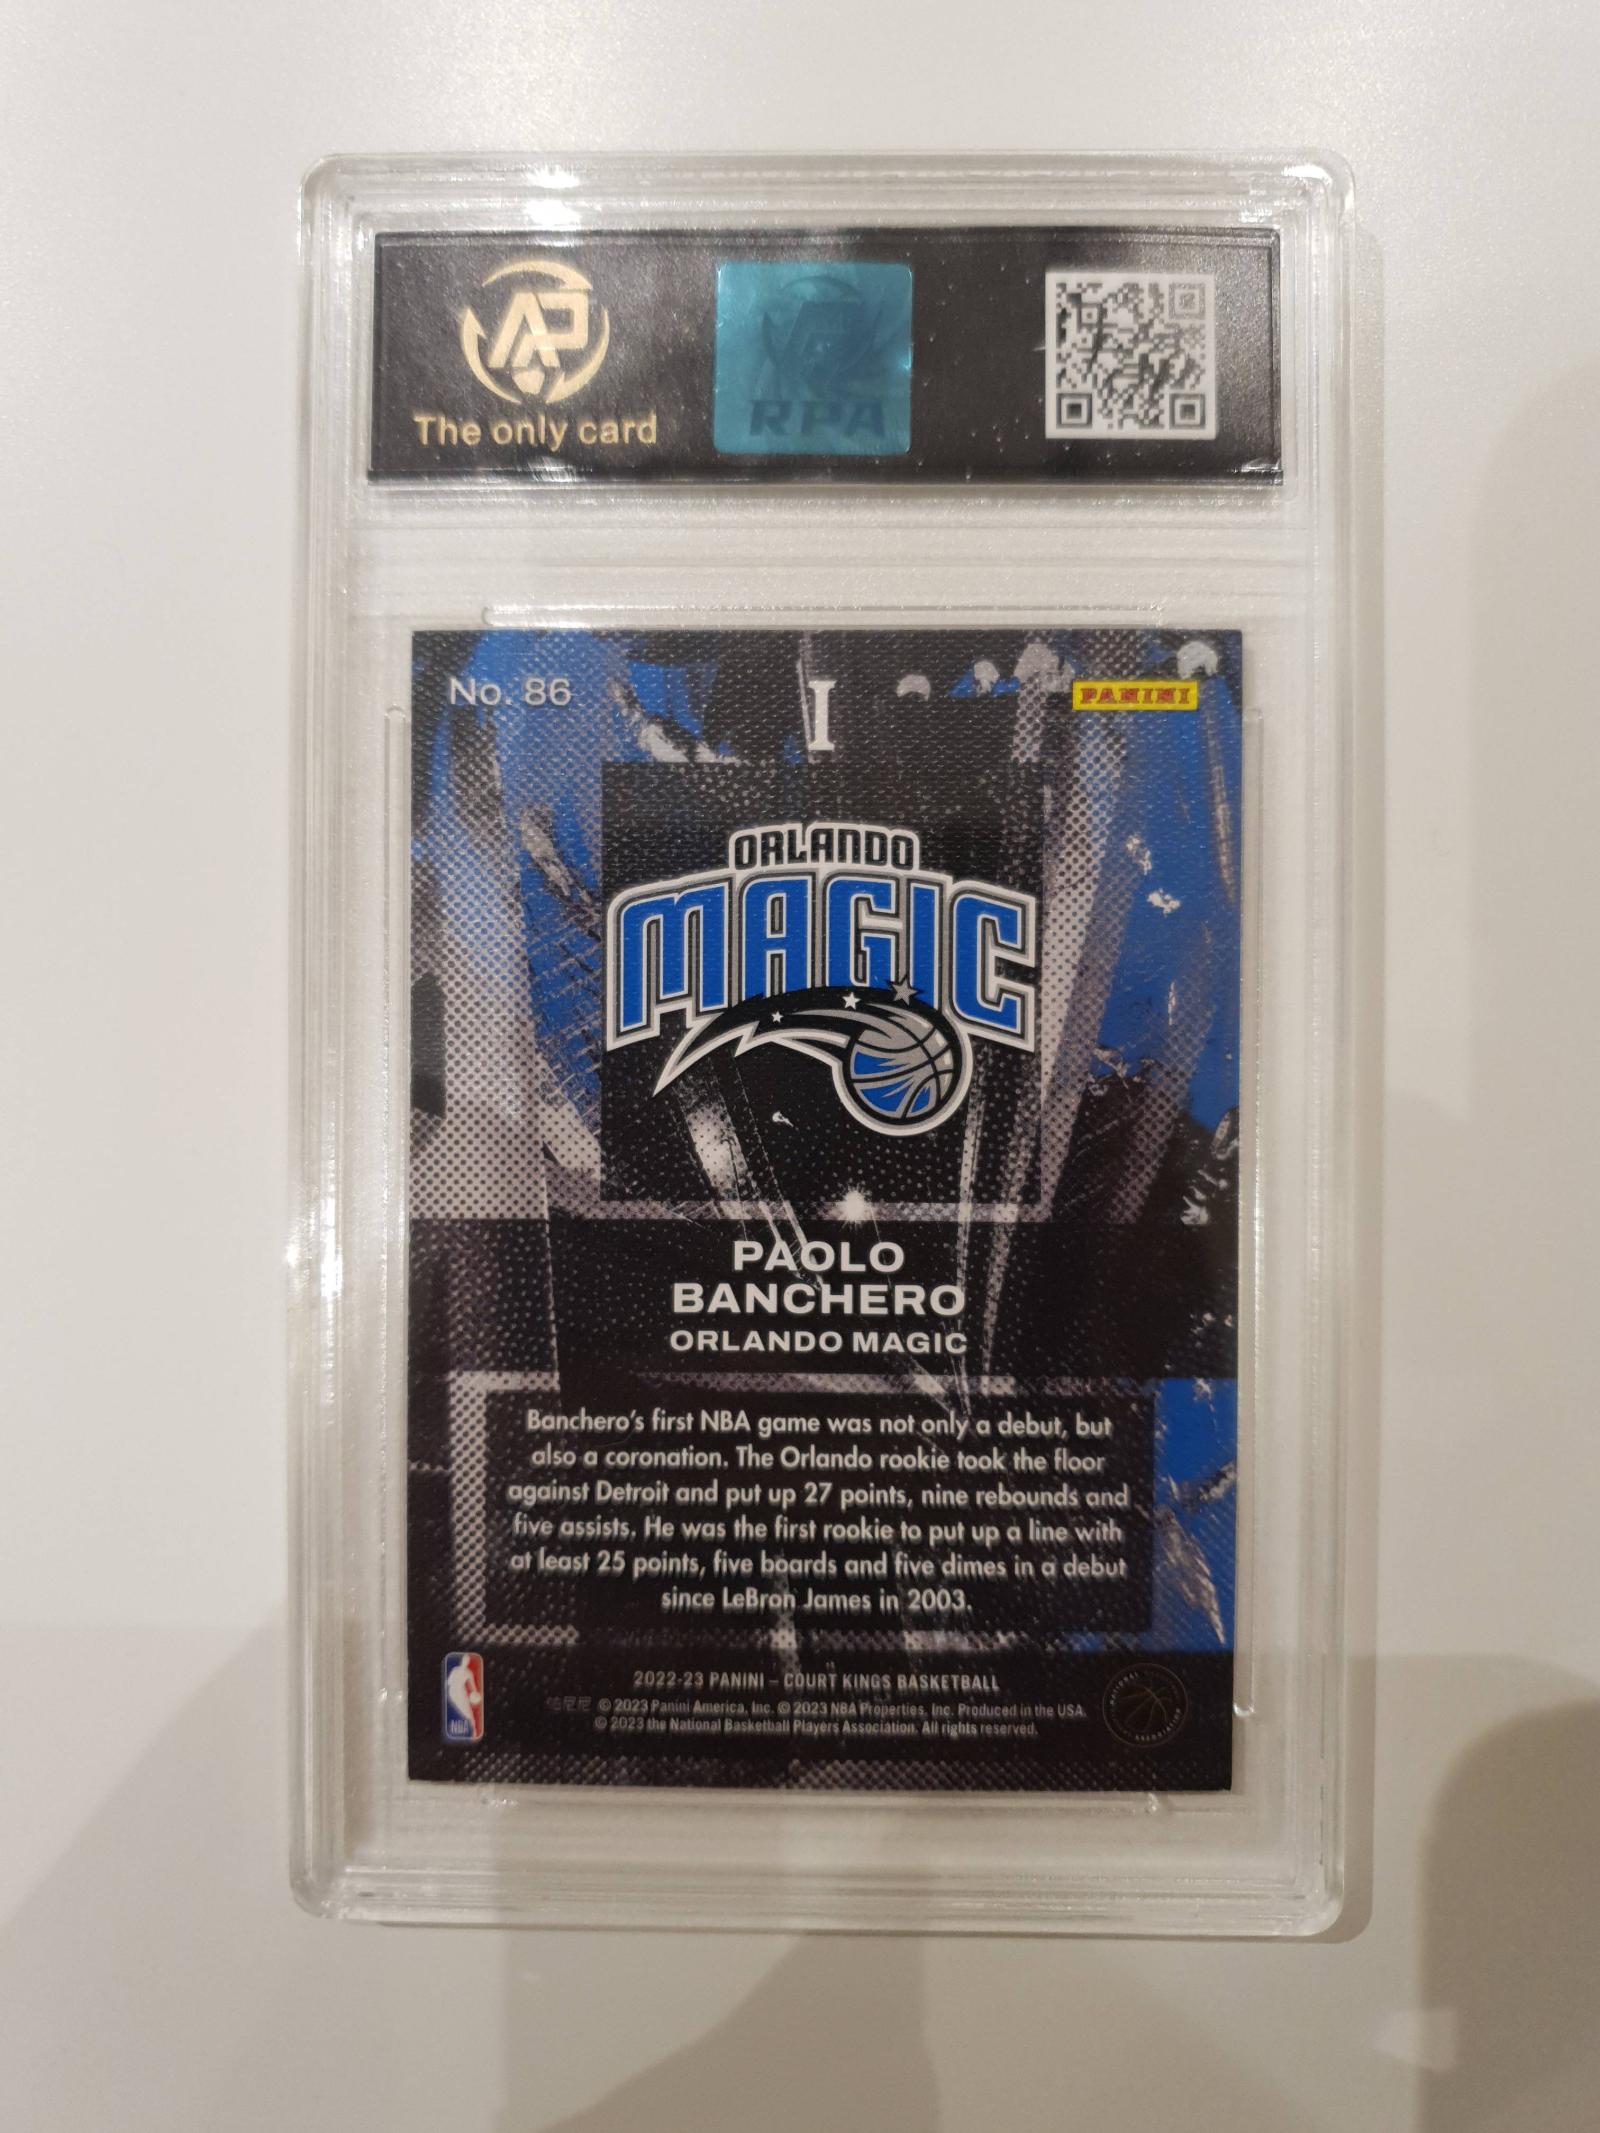 The only card
RPA
No. 86
I
PANINI
ORLANDO
MAGIC
PAOLO
BANCHERO
ORLANDO MAGIC
Banchero's first NBA game was not only a debut, but
also a coronation. The Orlando rookie took the floor
against Detroit and put up 27 points, nine rebounds and
five assists. He was the first rookie to put up a line with
at least 25 points, five boards and five dimes in a debut
since LeBron James in 2003.
2022-23 PANINI – COURT KINGS BASKETBALL
© 2023 Panini America, Inc. © 2023 NBA Properties, Inc. Produced in the USA.
© 2023 the National Basketball Players Association. All rights reserved.
NBA